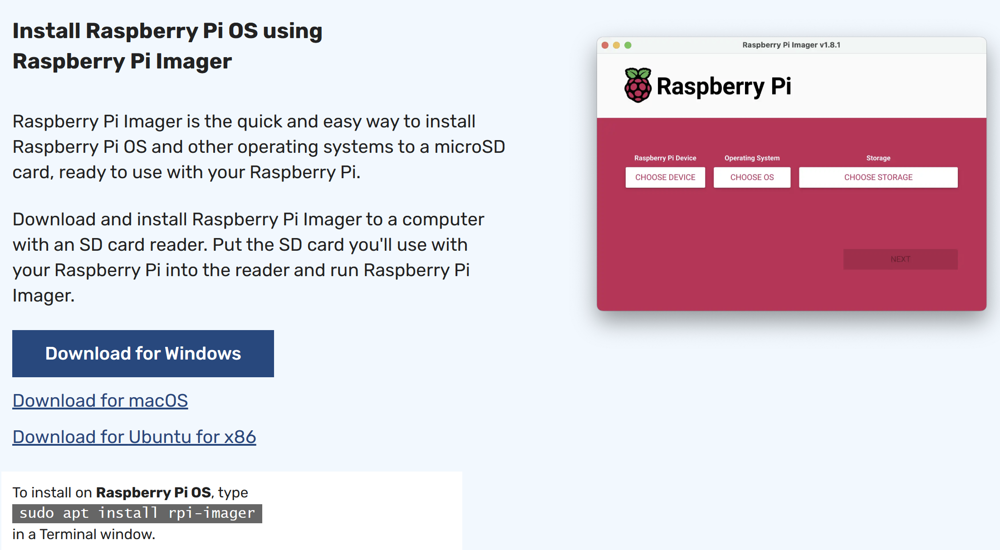 Install Raspberry Pi OS using
Raspberry Pi Imager
Raspberry Pi Imager is the quick and easy way to install
Raspberry Pi OS and other operating systems to a microSD
card, ready to use with your Raspberry Pi.
Download and install Raspberry Pi Imager to a computer
with an SD card reader. Put the SD card you'll use with
your Raspberry Pi into the reader and run Raspberry Pi
Imager.
Download for Windows
Download for macOS
Download for Ubuntu for x86
To install on Raspberry Pi OS, type
sudo apt install rpi-imager
in a Terminal window.
Raspberry Pi Imager v1.8.1
Raspberry Pi
Raspberry Pi Device
Operating System
Storage
CHOOSE DEVICE
CHOOSE OS
CHOOSE STORAGE
NEXT